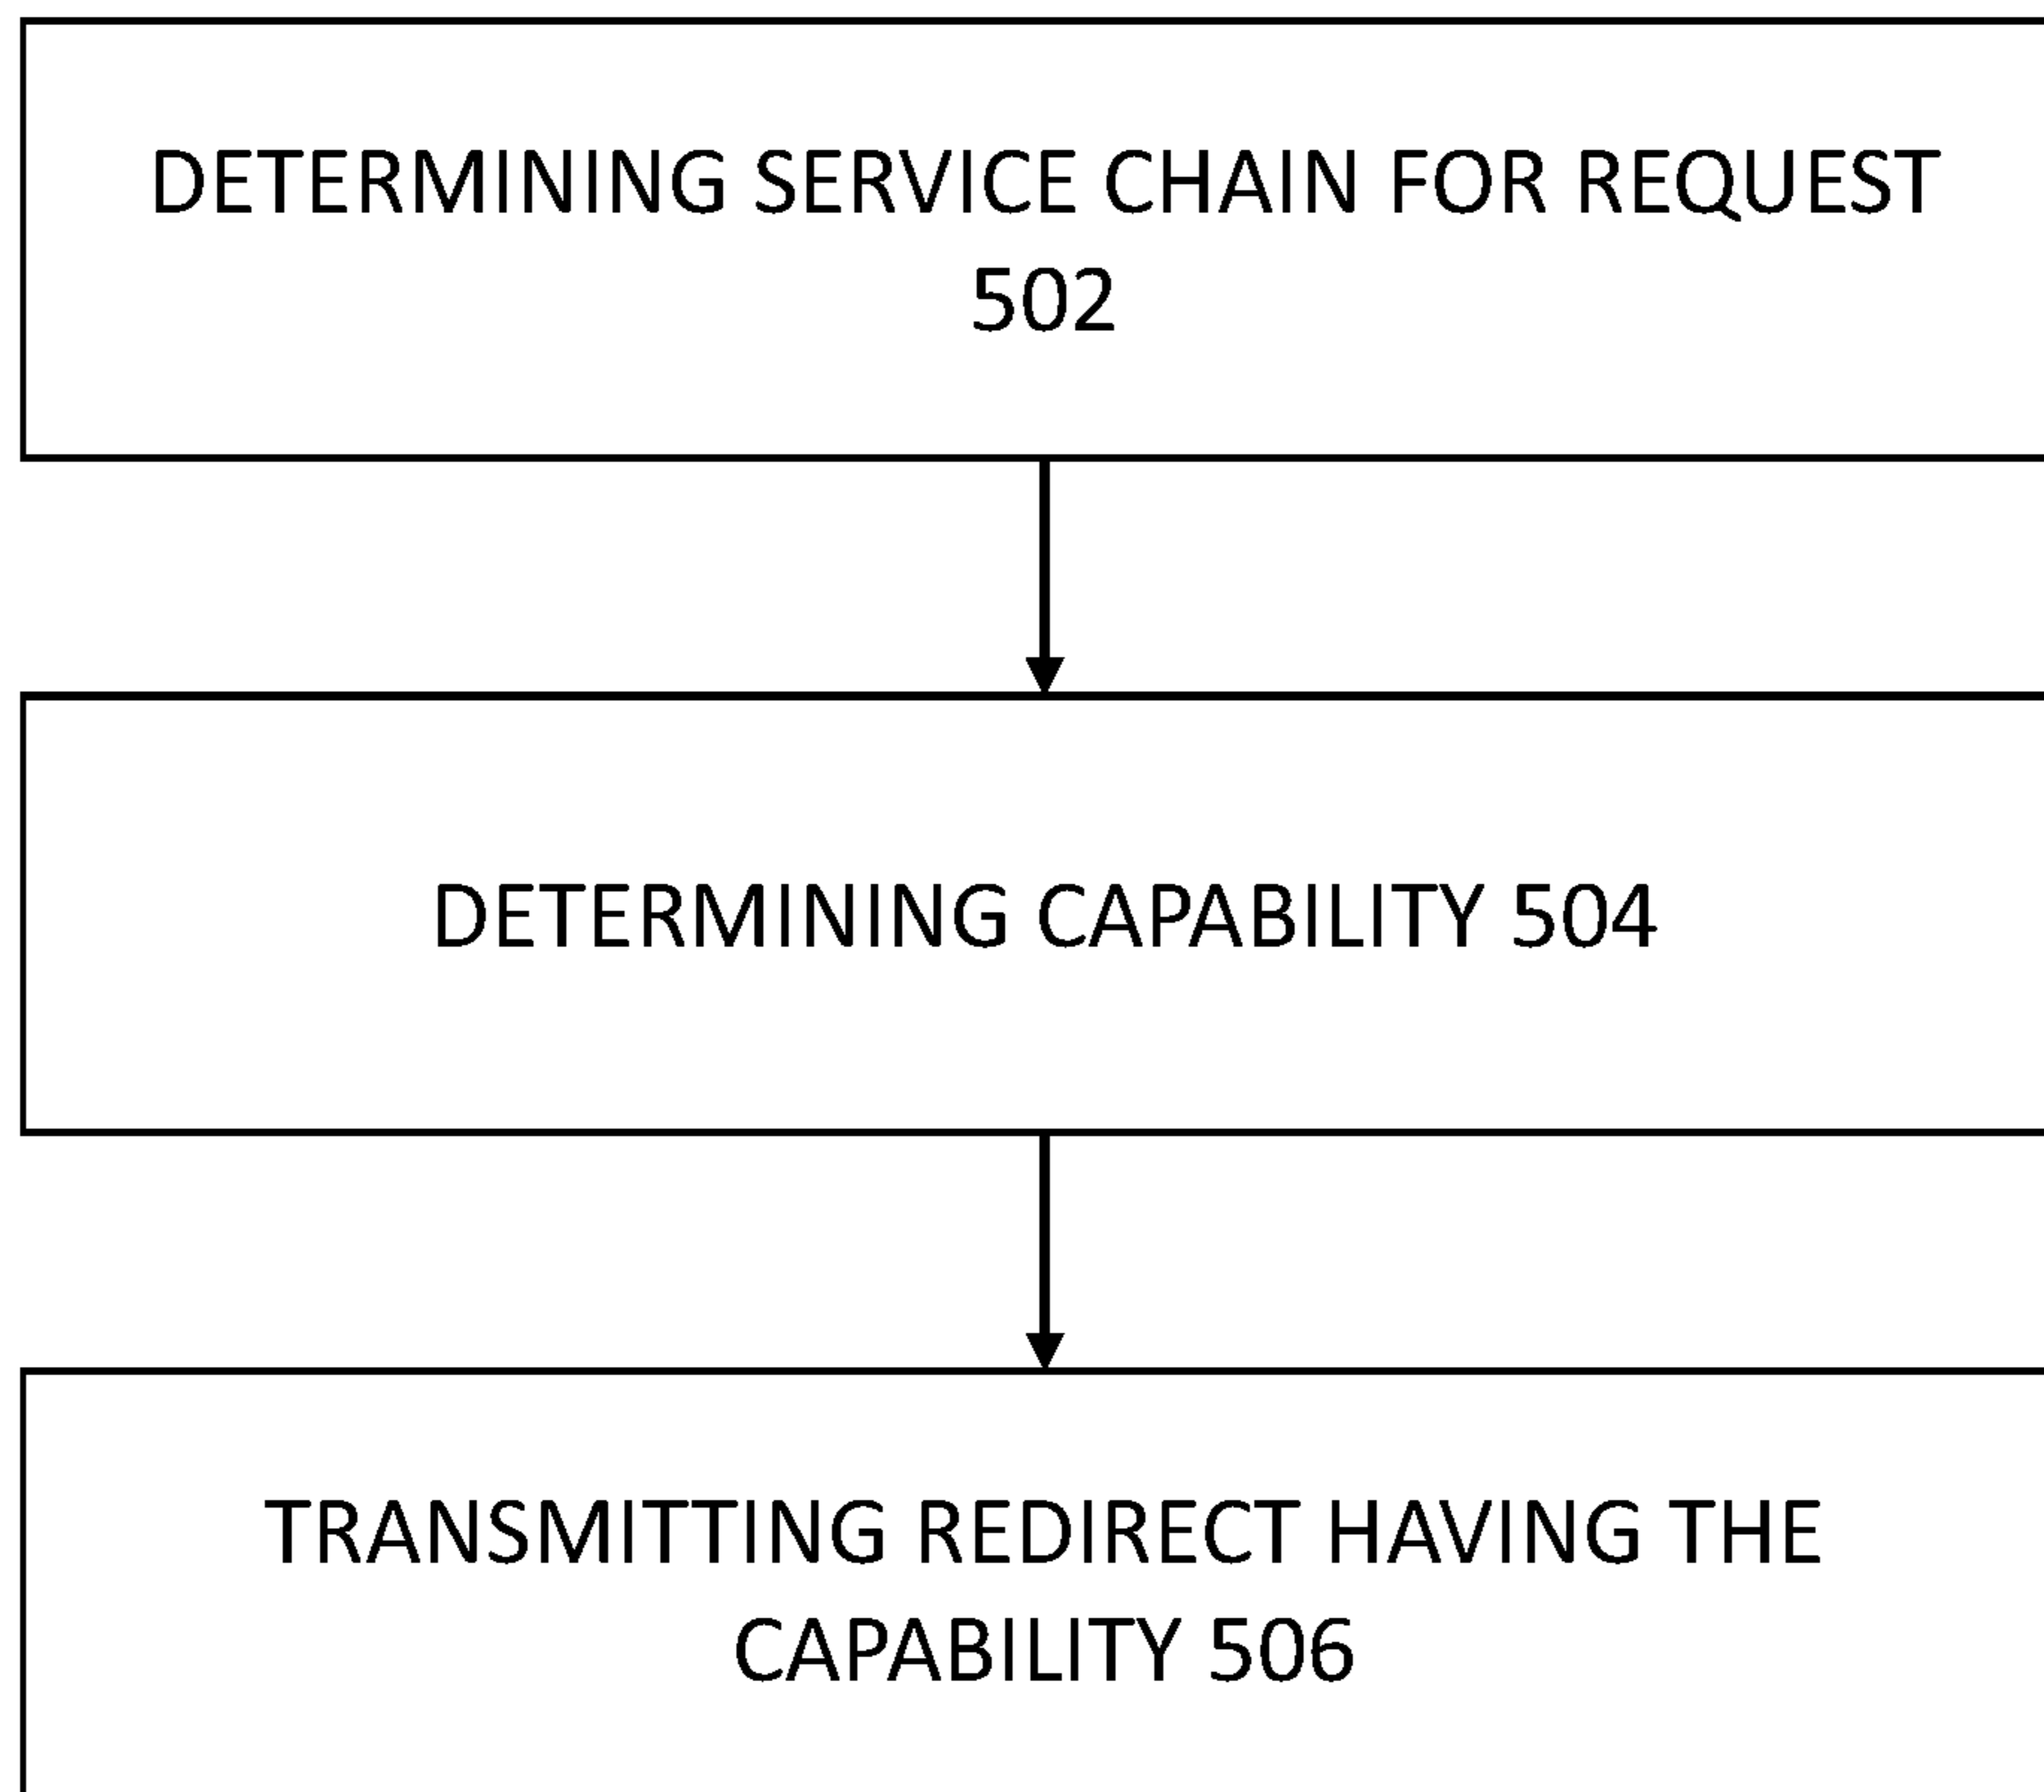 DETERMINING SERVICE CHAIN FOR REQUEST
502
DETERMINING CAPABILITY 504
TRANSMITTING REDIRECT HAVING THE
CAPABILITY 506